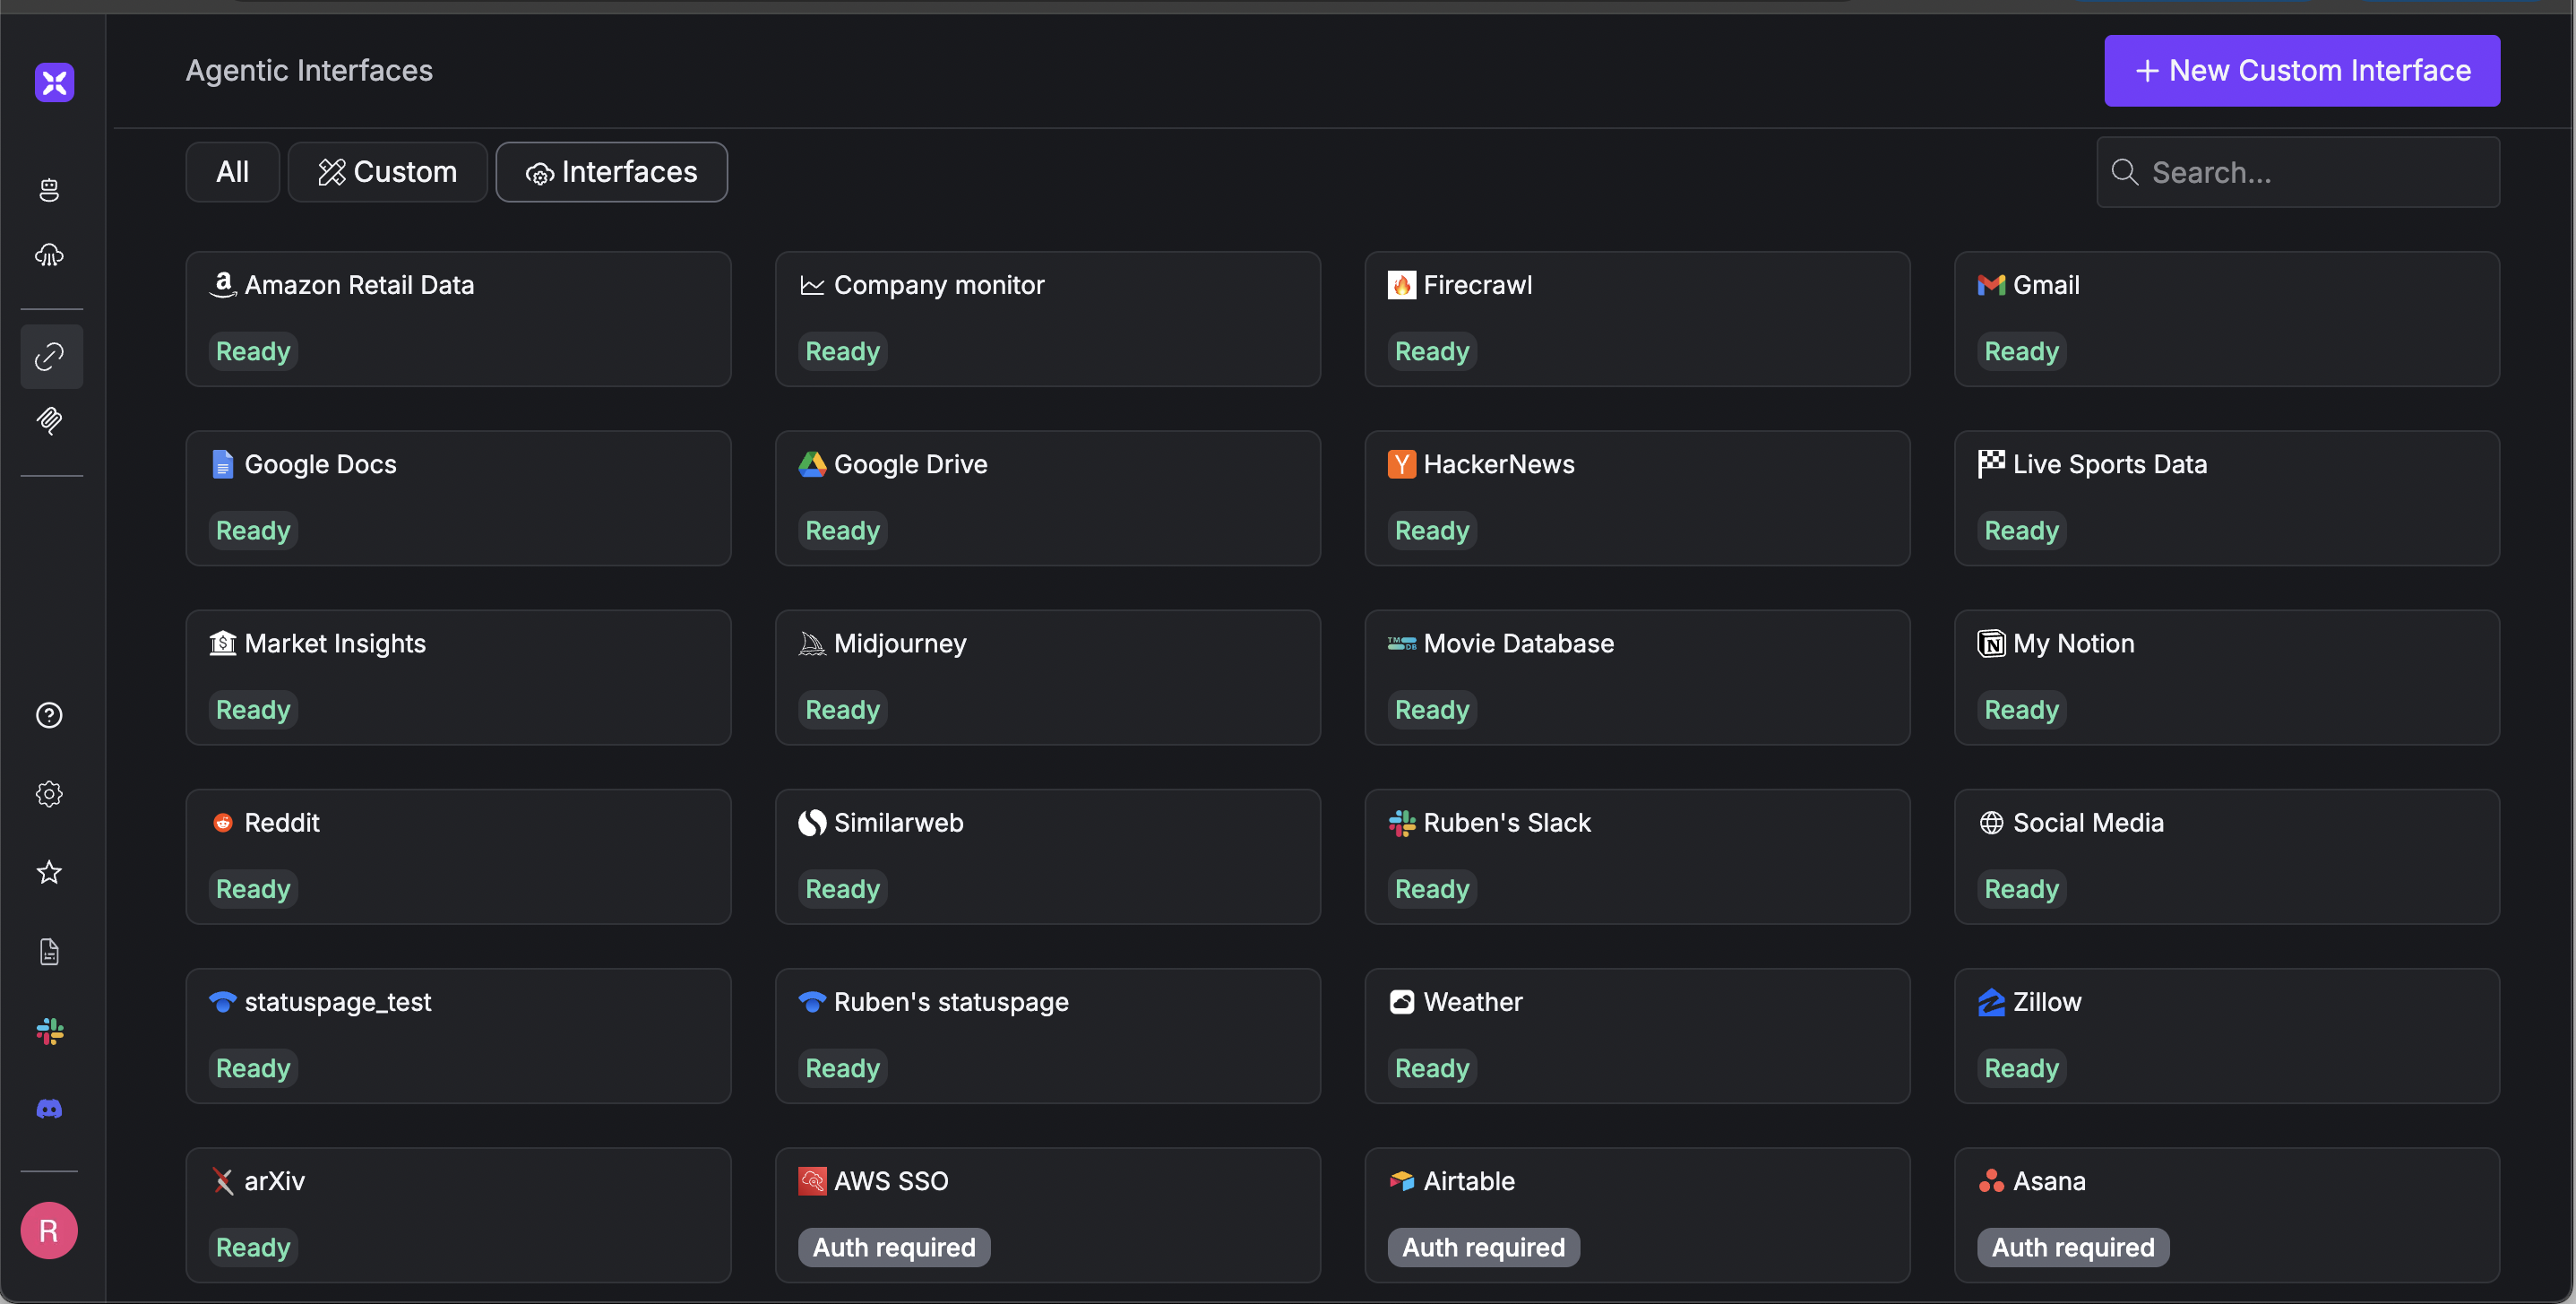 Agentic Interfaces
+ New Custom Interface
All
Custom
Interfaces
Search...
Amazon Retail Data
Ready
Company monitor
Ready
Firecrawl
Ready
Gmail
Ready
Google Docs
Ready
Google Drive
Ready
HackerNews
Ready
Live Sports Data
Ready
Market Insights
Ready
Midjourney
Ready
Movie Database
Ready
My Notion
Ready
Reddit
Ready
Similarweb
Ready
Ruben's Slack
Ready
Social Media
Ready
statuspage_test
Ready
Ruben's statuspage
Ready
Weather
Ready
Zillow
Ready
arXiv
Ready
AWS SSO
Auth required
Airtable
Auth required
Asana
Auth required
R